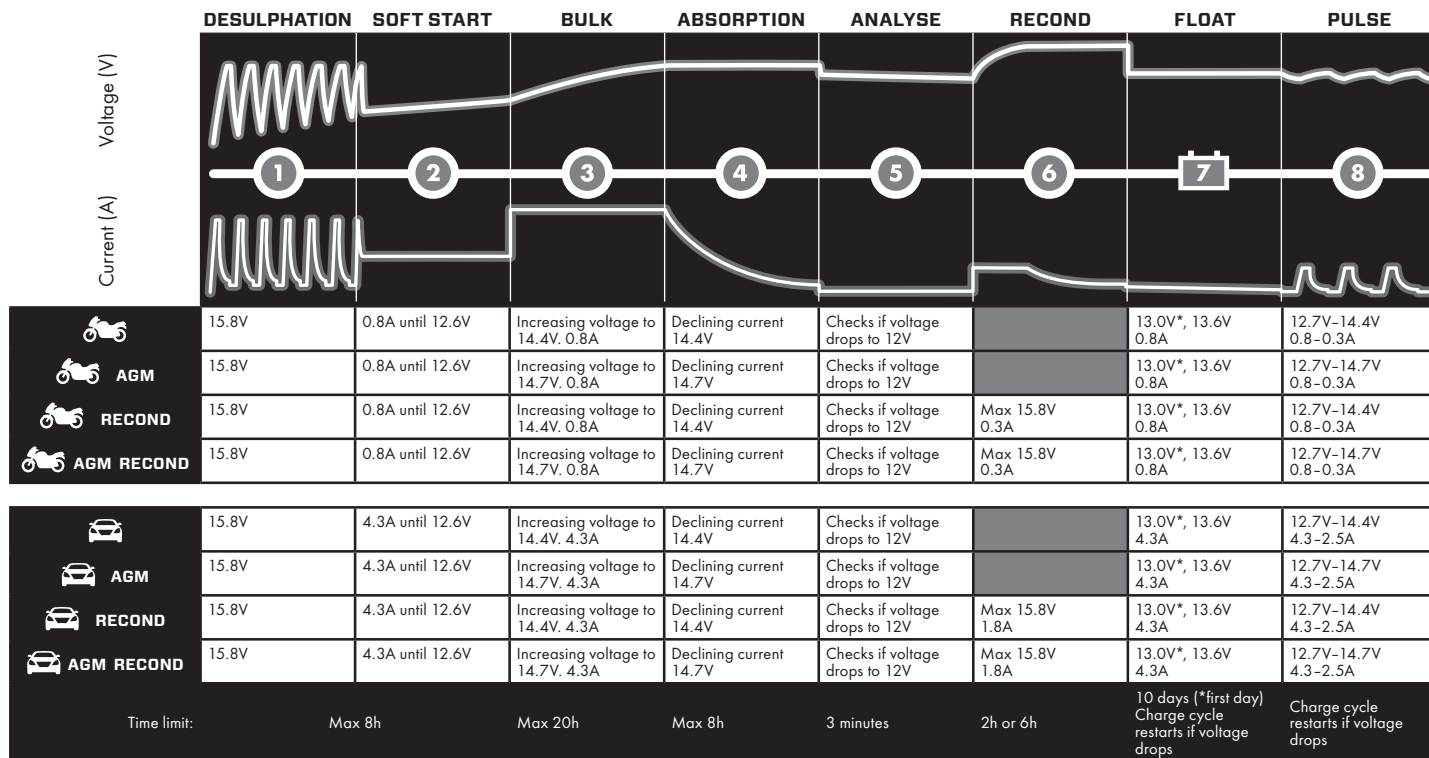 DESULPHATION SOFT START BULK ABSORPTION ANALYSE RECOND FLOAT PULSE
Voltage (V)
1 2 3 4 5 6 7 8
Current (A)
15.8V 0.8A until 12.6V Increasing voltage to Declining current Checks if voltage 13.0V*, 13.6V 12.7V–14.4V
14.4V. 0.8A 14.4V drops to 12V 0.8A 0.8–0.3A
AGM 15.8V 0.8A until 12.6V Increasing voltage to Declining current Checks if voltage 13.0V*, 13.6V 12.7V–14.7V
14.7V. 0.8A 14.7V drops to 12V 0.8A 0.8–0.3A
RECOND 15.8V 0.8A until 12.6V Increasing voltage to Declining current Checks if voltage Max 15.8V 13.0V*, 13.6V 12.7V–14.4V
14.4V. 0.8A 14.4V drops to 12V 0.3A 0.8A 0.8–0.3A
AGM RECOND 15.8V 0.8A until 12.6V Increasing voltage to Declining current Checks if voltage Max 15.8V 13.0V*, 13.6V 12.7V–14.7V
14.7V. 0.8A 14.7V drops to 12V 0.3A 0.8A 0.8–0.3A
15.8V 4.3A until 12.6V Increasing voltage to Declining current Checks if voltage 13.0V*, 13.6V 12.7V–14.4V
14.4V. 4.3A 14.4V drops to 12V 4.3A 4.3–2.5A
AGM 15.8V 4.3A until 12.6V Increasing voltage to Declining current Checks if voltage 13.0V*, 13.6V 12.7V–14.7V
14.7V. 4.3A 14.7V drops to 12V 4.3A 4.3–2.5A
RECOND 15.8V 4.3A until 12.6V Increasing voltage to Declining current Checks if voltage Max 15.8V 13.0V*, 13.6V 12.7V–14.4V
14.4V. 4.3A 14.4V drops to 12V 1.8A 4.3A 4.3–2.5A
AGM RECOND 15.8V 4.3A until 12.6V Increasing voltage to Declining current Checks if voltage Max 15.8V 13.0V*, 13.6V 12.7V–14.7V
14.7V. 4.3A 14.7V drops to 12V 1.8A 4.3A 4.3–2.5A
Time limit: Max 8h Max 20h Max 8h 3 minutes 2h or 6h
10 days (*first day)
Charge cycle
restarts if voltage
drops
Charge cycle
restarts if voltage
drops